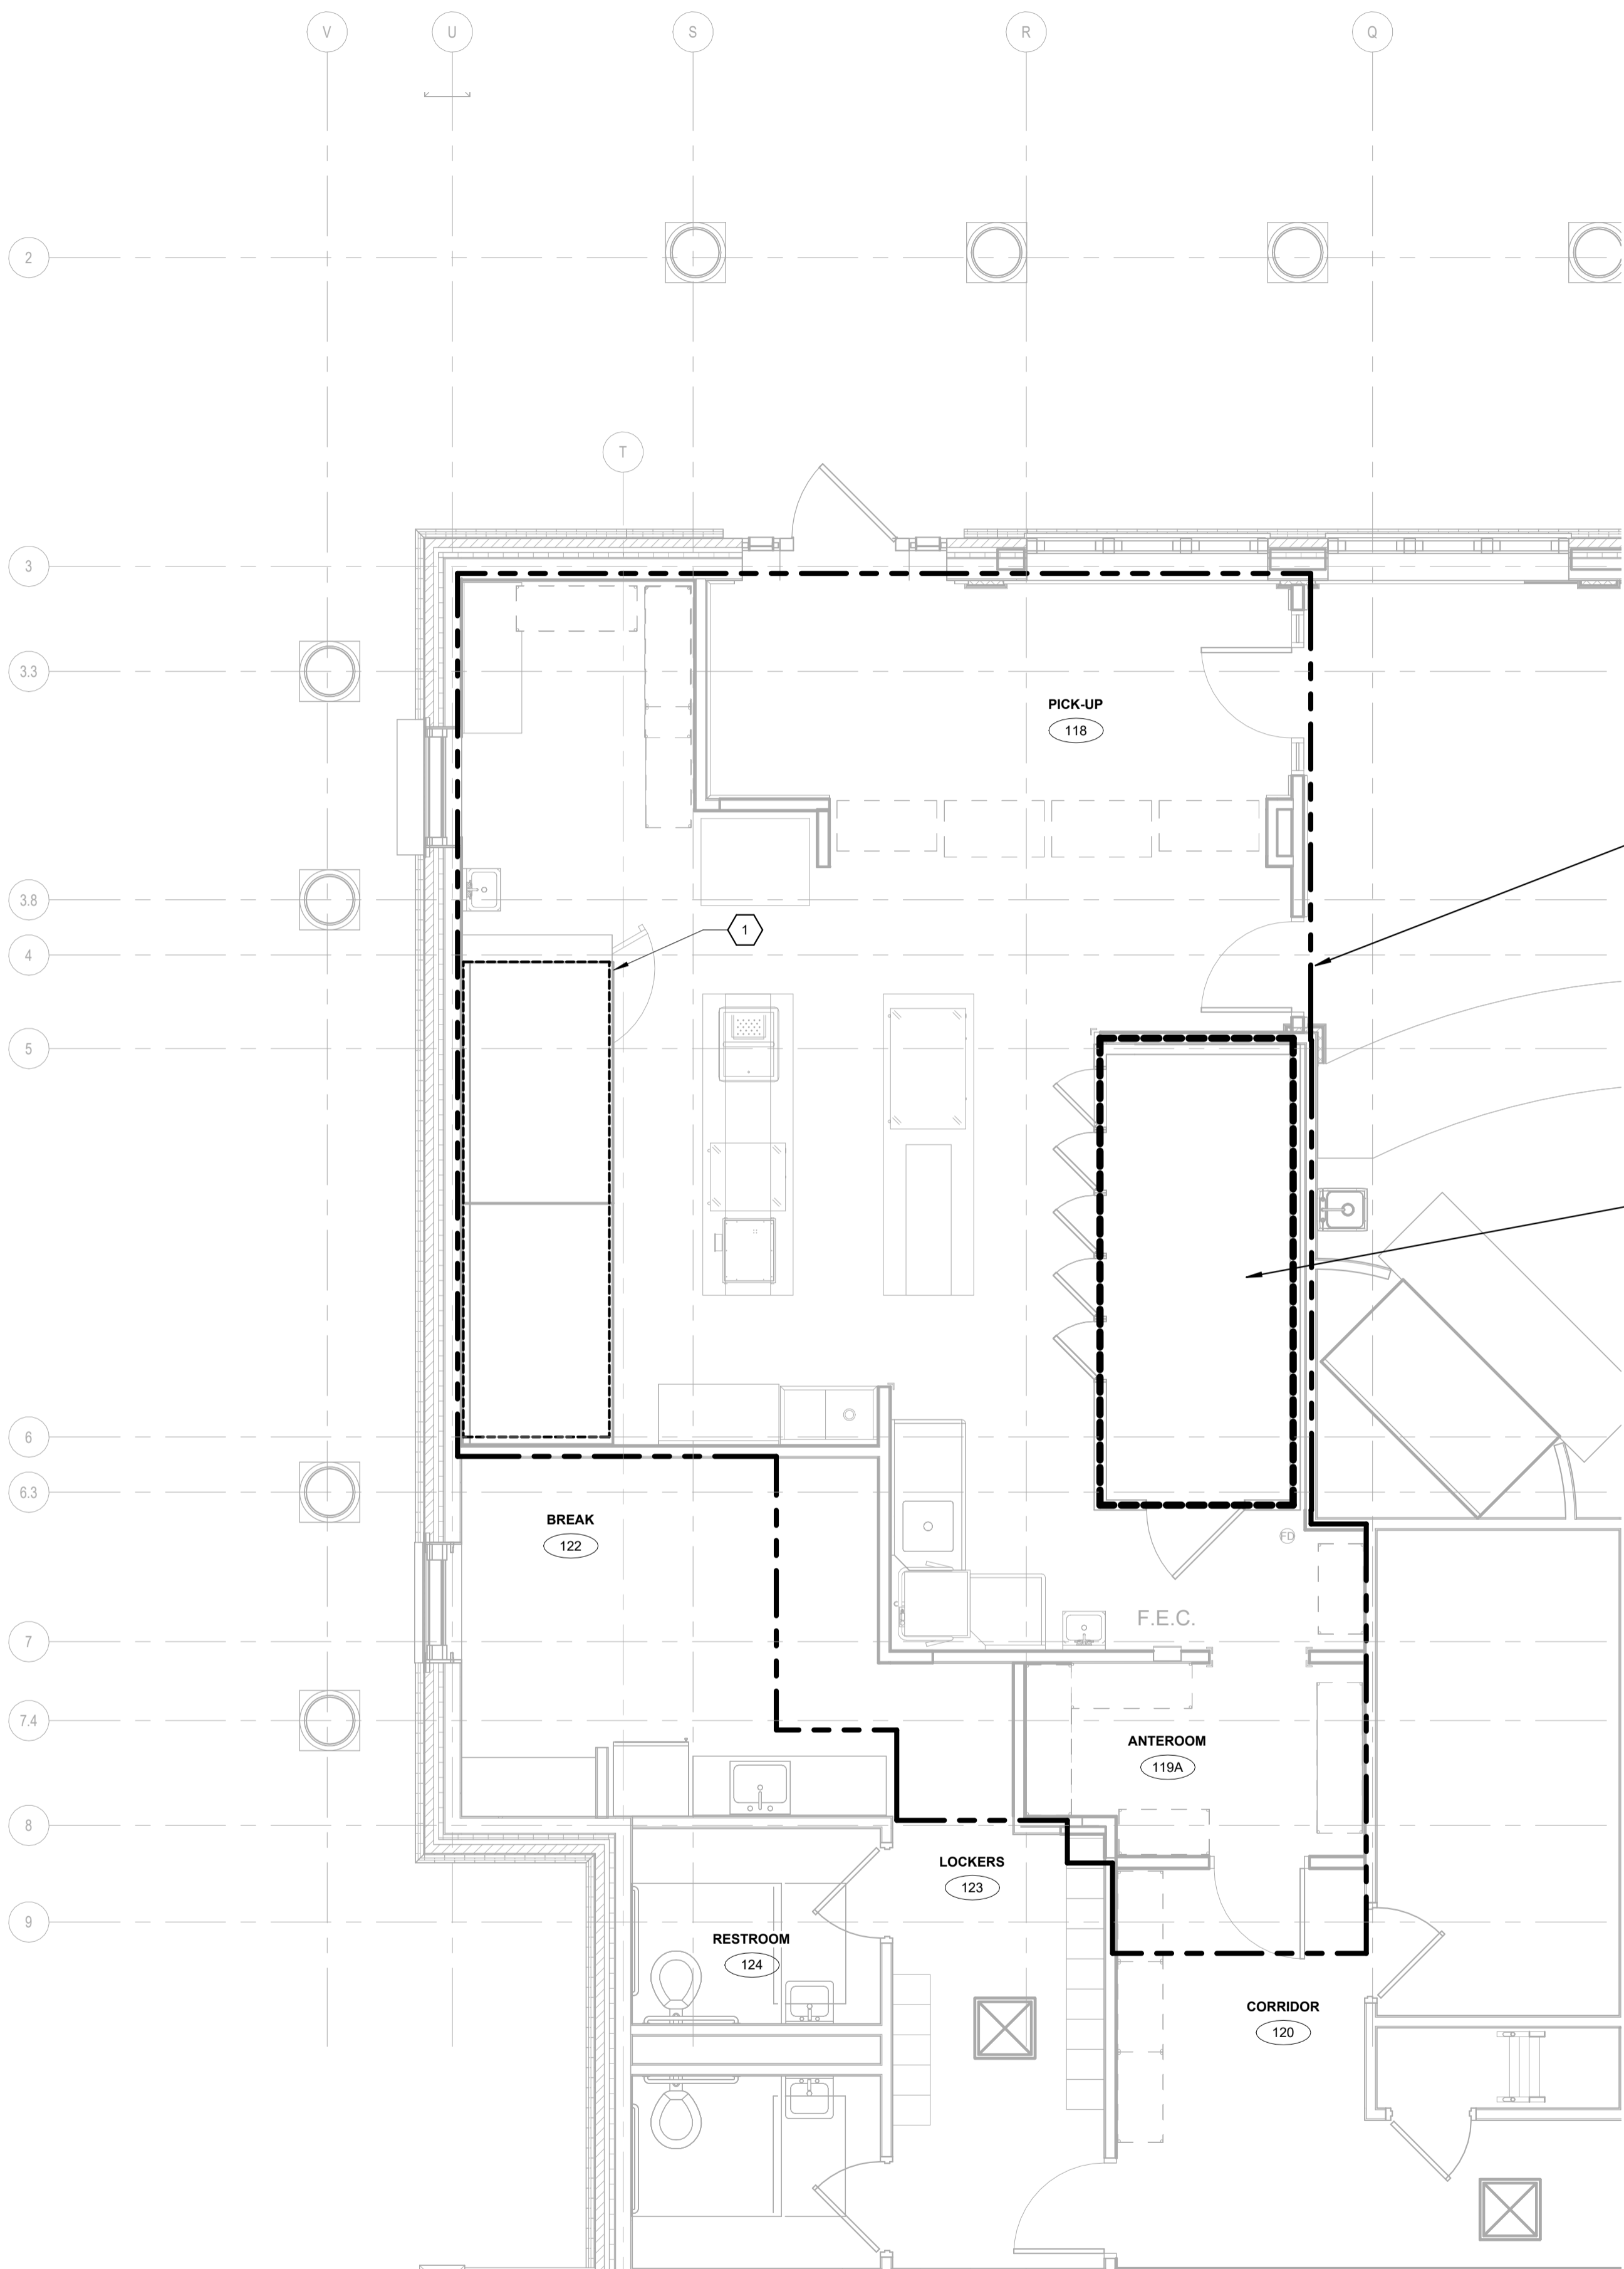 V
U
S
R
Q
2
T
3
3.3
PICK-UP
118
3.8
1
4
5
6
6.3
BREAK
122
FD
F.E.C.
7
7.4
ANTEROOM
119A
8
LOCKERS
123
9
RESTROOM
124
CORRIDOR
120